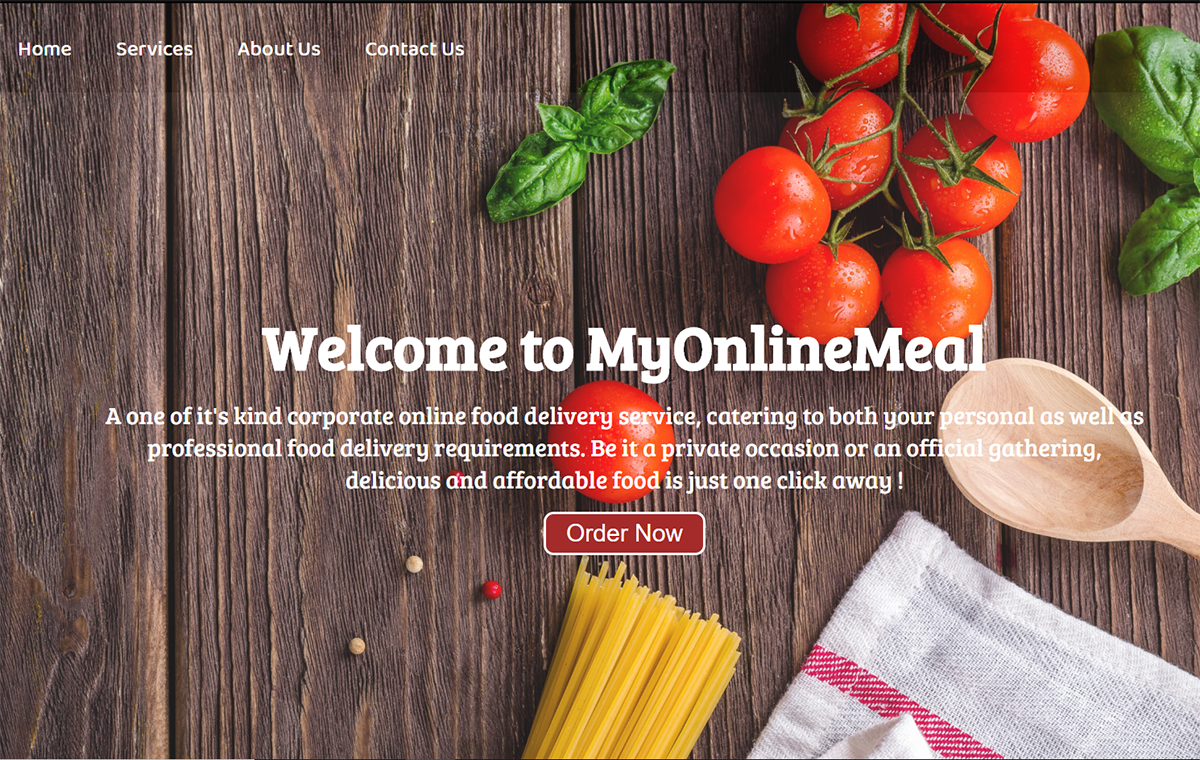 Home Services About Us Contact Us
Welcome to MyOnlineMeal
A one of it's kind corporate online food delivery service, catering to both your personal as well as
professional food delivery requirements. Be it a private occasion or an official gathering,
delicious and affordable food is just one click away !
Order Now